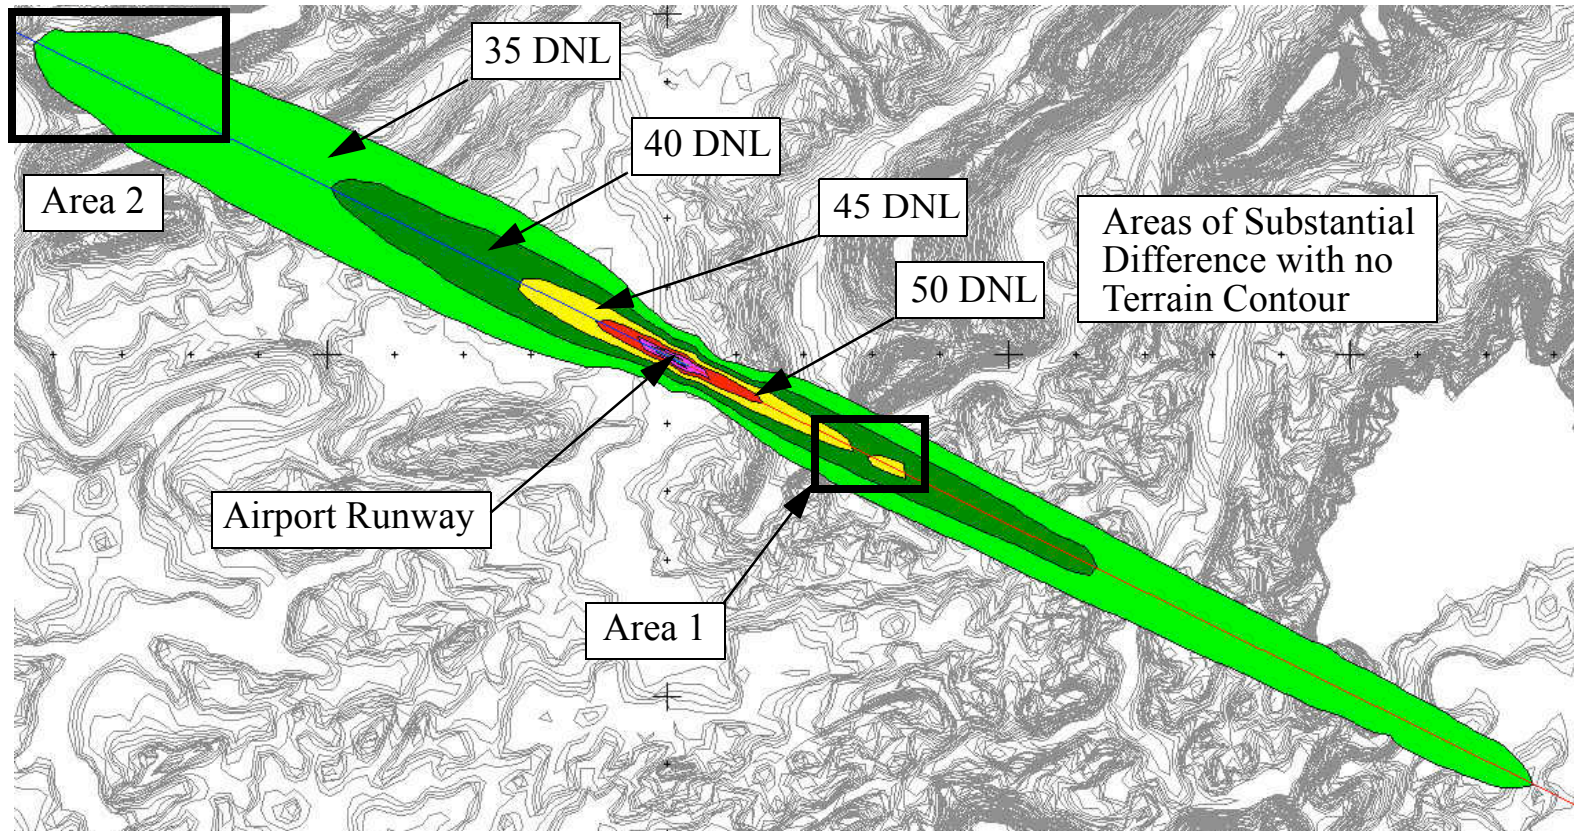 35 DNL
40 DNL
Area 2
45 DNL
Areas of Substantial
Difference with no
Terrain Contour
50 DNL
Airport Runway
Area 1